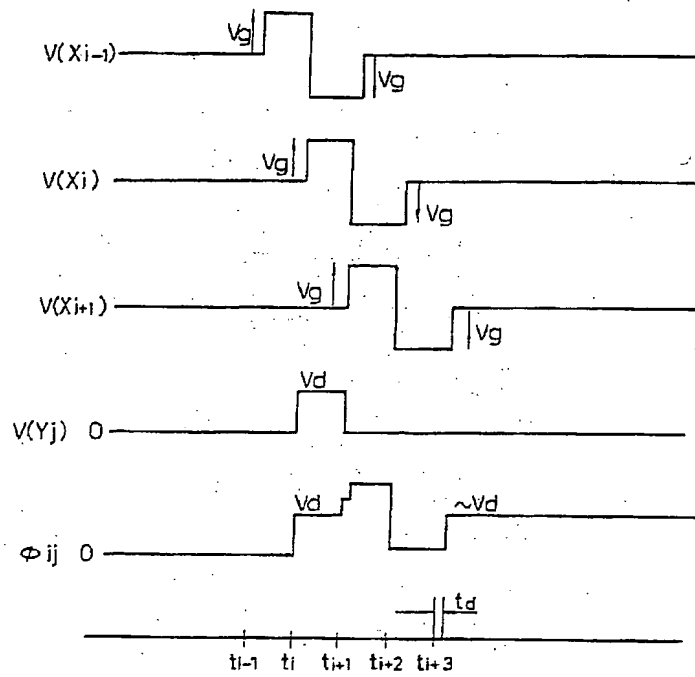 V(Xi-1)
Vg
Vg
V(Xi)
Vg
Vg
V(Xi+1)
Vg
Vg
V(Yj) 0
Vd
Φij 0
Vd
~Vd
td
ti-1 ti ti+1 ti+2 ti+3